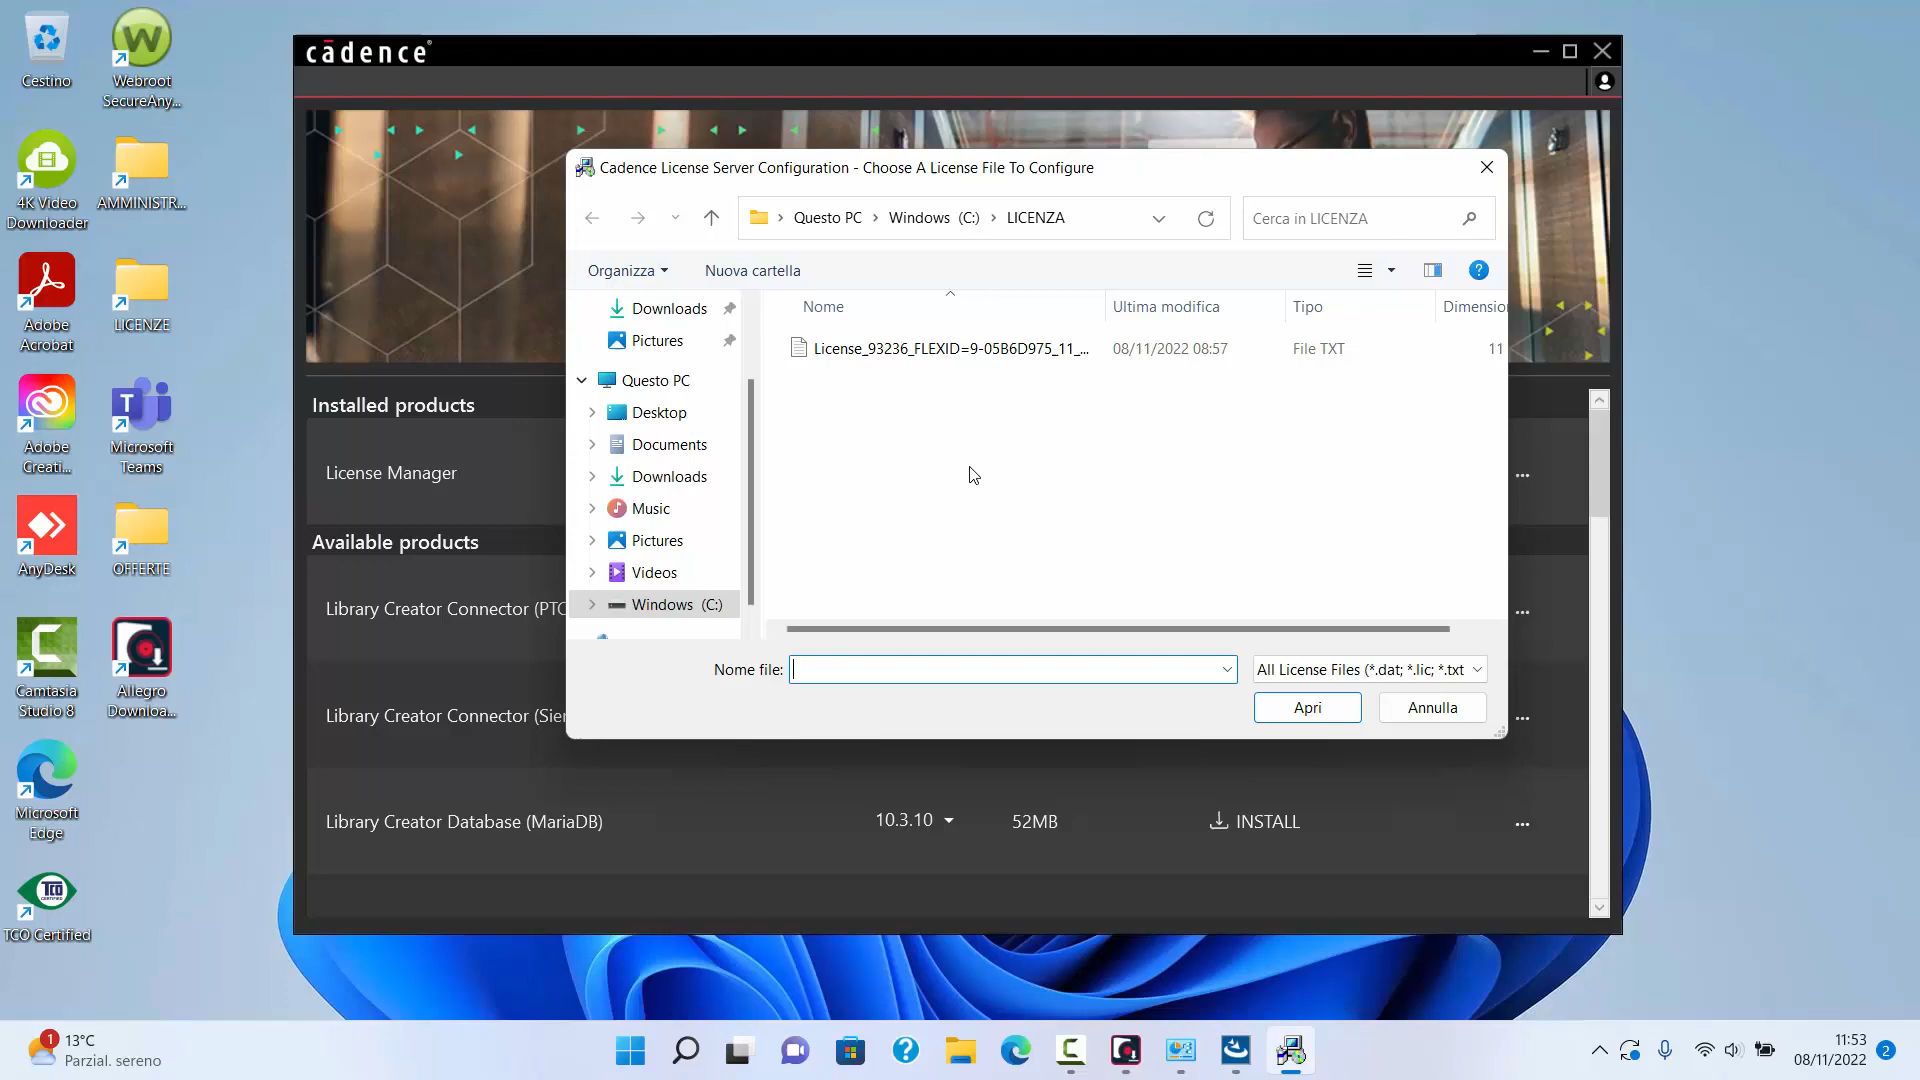 Cestino
Webroot
SecureAny...
4K Video
Downloader
AMMINISTR...
Adobe
Acrobat
LICENZE
Adobe
Creati...
Microsoft
Teams
AnyDesk
OFFERTE
Camtasia
Studio 8
Allegro
Downloa...
Microsoft
Edge
TCO Certified
cādence®
Cadence License Server Configuration - Choose A License File To Configure
Questo PC > Windows (C:) > LICENZA
Cerca in LICENZA
Organizza
Nuova cartella
Nome
Ultima modifica
Tipo
Dimensio
License_93236_FLEXID=9-05B6D975_11_...
08/11/2022 08:57
File TXT
11
Downloads
Pictures
Questo PC
Desktop
Documents
Downloads
Music
Pictures
Videos
Windows (C:)
Nome file:
All License Files (*.dat; *.lic; *.txt
Apri
Annulla
Installed products
License Manager
...
Available products
Library Creator Connector (PTC
...
Library Creator Connector (Sie
...
Library Creator Database (MariaDB)
10.3.10
52MB
INSTALL
...
1
13°C
Parzial. sereno
11:53
08/11/2022
2